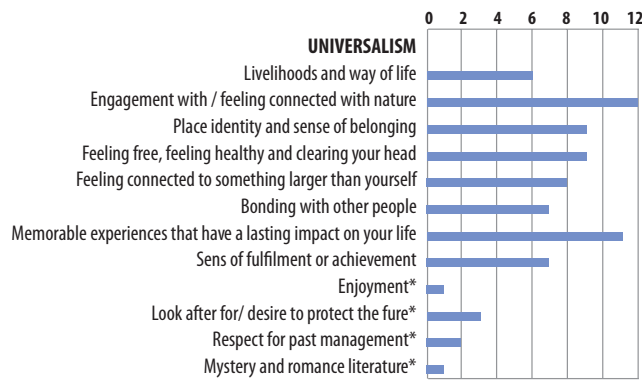 0 2 4 6 8 10 12
UNIVERSALISM
Livelihoods and way of life
Engagement with / feeling connected with nature
Place identity and sense of belonging
Feeling free, feeling healthy and clearing your head
Feeling connected to something larger than yourself
Bonding with other people
Memorable experiences that have a lasting impact on your life
Sens of fulfilment or achievement
Enjoyment*
Look after for/ desire to protect the fure*
Respect for past management*
Mystery and romance literature*